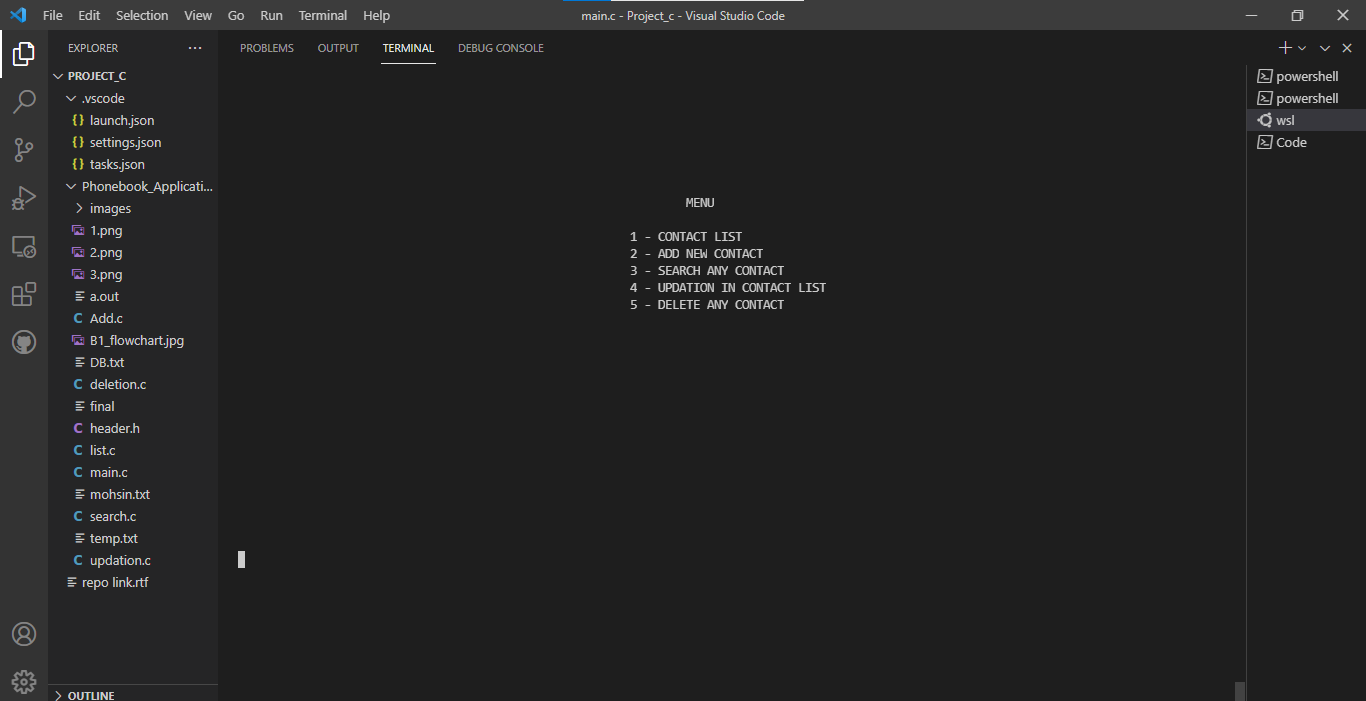 File Edit Selection View Go Run Terminal Help main.c - Project_c - Visual Studio Code
EXPLORER
PROJECT_C
.vscode
{} launch.json
{} settings.json
{} tasks.json
Phonebook_Applicati...
images
1.png
2.png
3.png
a.out
C Add.c
B1_flowchart.jpg
DB.txt
C deletion.c
final
C header.h
C list.c
C main.c
mohsin.txt
C search.c
temp.txt
C updation.c
repo link.rtf
OUTLINE
PROBLEMS OUTPUT TERMINAL DEBUG CONSOLE
MENU
1 - CONTACT LIST
2 - ADD NEW CONTACT
3 - SEARCH ANY CONTACT
4 - UPDATION IN CONTACT LIST
5 - DELETE ANY CONTACT
powershell
powershell
wsl
Code